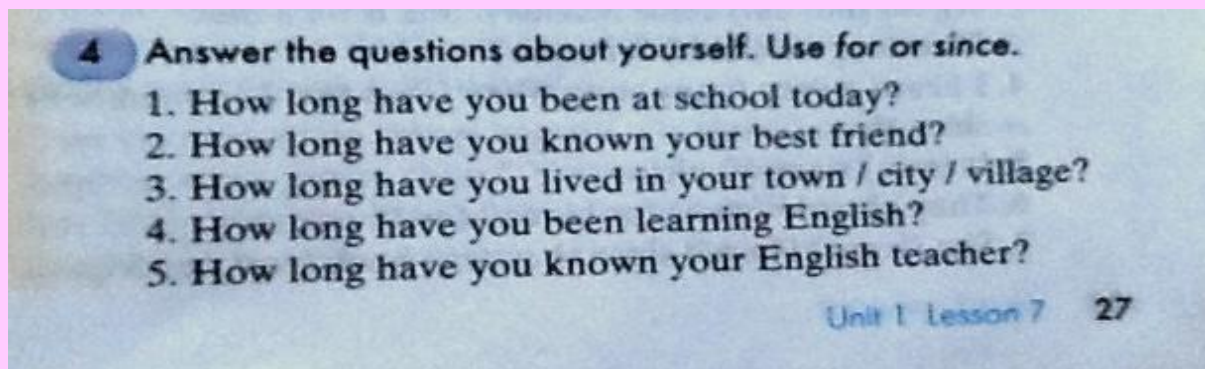 4 Answer the questions about yourself. Use for or since.
1. How long have you been at school today?
2. How long have you known your best friend?
3. How long have you lived in your town / city / village?
4. How long have you been learning English?
5. How long have you known your English teacher?
Unit 1 Lesson 7 27